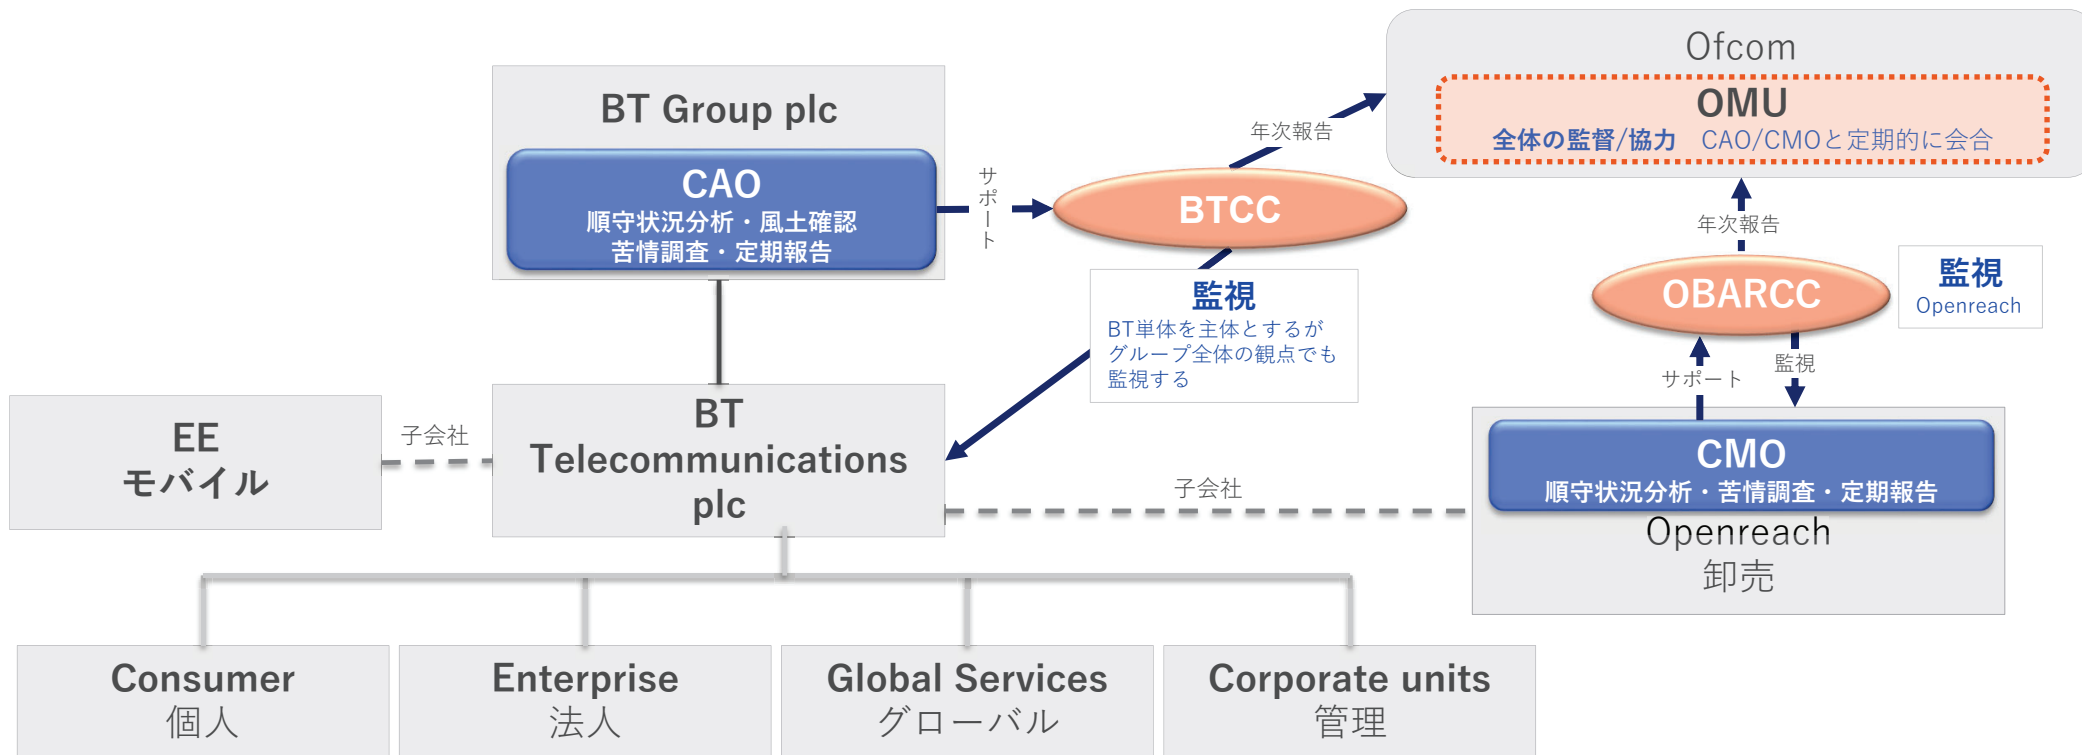 Ofcom
OMU
全体の監督/協力 CAO/CMOと定期的に会合
BT Group plc
CAO
順守状況分析・風土確認
苦情調査・定期報告
サポート
BTCC
年次報告
監視
BT単体を主体とするが
グループ全体の観点でも
監視する
年次報告
OBARCC
監視
Openreach
サポート
監視
CMO
順守状況分析・苦情調査・定期報告
Openreach
卸売
EE
モバイル
子会社
BT
Telecommunications
plc
子会社
Consumer
個人
Enterprise
法人
Global Services
グローバル
Corporate units
管理